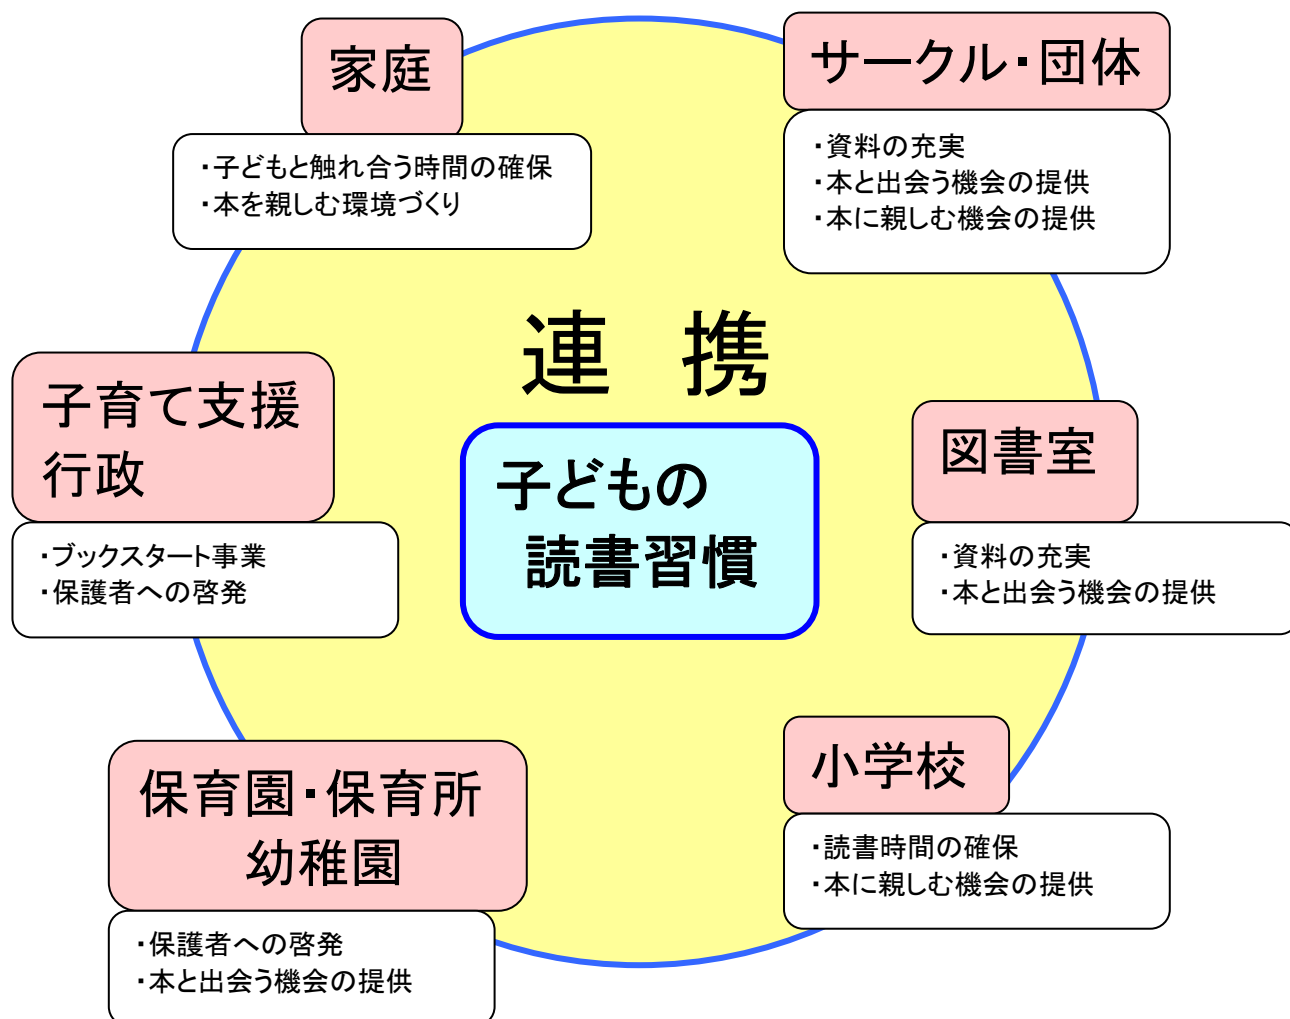 家庭
・子どもと触れ合う時間の確保
・本を親しむ環境づくり
サークル・団体
・資料の充実
・本と出会う機会の提供
・本に親しむ機会の提供
連 携
子どもの
読書習慣
子育て支援
行政
・ブックスタート事業
・保護者への啓発
図書室
・資料の充実
・本と出会う機会の提供
保育園・保育所
幼稚園
・保護者への啓発
・本と出会う機会の提供
小学校
・読書時間の確保
・本に親しむ機会の提供